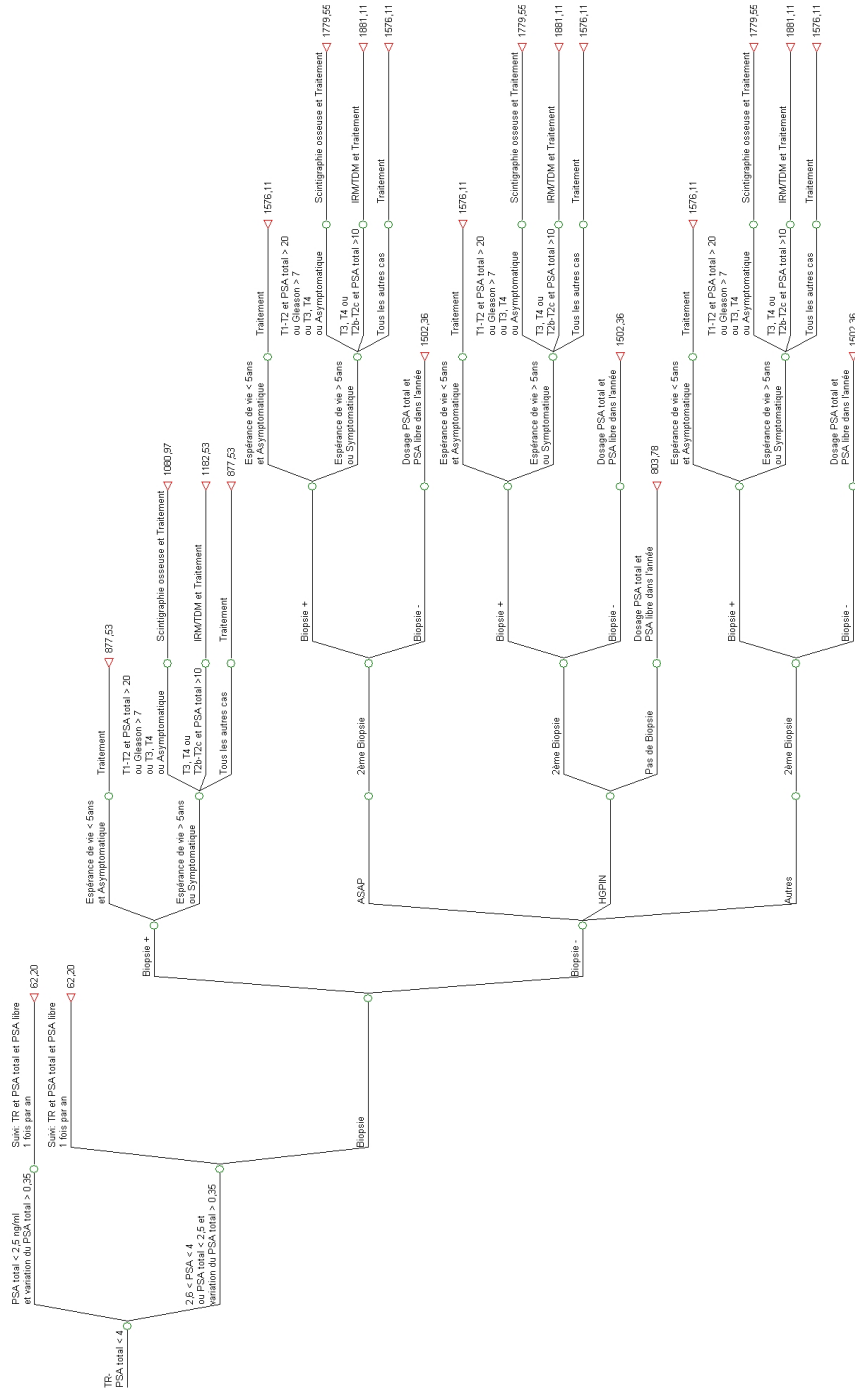 TR-
PSA total < 4
PSA total < 2,5 ng/ml
et variation du PSA total > 0,35
Suivi: TR et PSA total et PSA libre
1 fois par an
62,20
2,6 < PSA < 4
ou PSA total < 2,5 et
variation du PSA total > 0,35
Suivi: TR et PSA total et PSA libre
1 fois par an
62,20
Biopsie
Biopsie +
Espérance de vie < 5ans
et Asymptomatique
Traitement
877,53
Espérance de vie > 5ans
ou Symptomatique
T1-T2 et PSA total > 20
ou Gleason > 7
ou T3, T4
ou Asymptomatique
Scintigraphie osseuse et Traitement
1080,97
T3, T4 ou
T2b-T2c et PSA total >10
IRM/TDM et Traitement
1182,53
Tous les autres cas
Traitement
877,53
Biopsie -
ASAP
2ème Biopsie
Biopsie +
Espérance de vie < 5ans
et Asymptomatique
Traitement
1576,11
Espérance de vie > 5ans
ou Symptomatique
T1-T2 et PSA total > 20
ou Gleason > 7
ou T3, T4
ou Asymptomatique
Scintigraphie osseuse et Traitement
1779,55
T3, T4 ou
T2b-T2c et PSA total >10
IRM/TDM et Traitement
1881,11
Tous les autres cas
Traitement
1576,11
Biopsie -
Dosage PSA total et
PSA libre dans l'année
1502,36
HGPIN
2ème Biopsie
Biopsie +
Espérance de vie < 5ans
et Asymptomatique
Traitement
1576,11
Espérance de vie > 5ans
ou Symptomatique
T1-T2 et PSA total > 20
ou Gleason > 7
ou T3, T4
ou Asymptomatique
Scintigraphie osseuse et Traitement
1779,55
T3, T4 ou
T2b-T2c et PSA total >10
IRM/TDM et Traitement
1881,11
Tous les autres cas
Traitement
1576,11
Biopsie -
Dosage PSA total et
PSA libre dans l'année
1502,36
Pas de Biopsie
Dosage PSA total et
PSA libre dans l'année
803,78
Autres
2ème Biopsie
Biopsie +
Espérance de vie < 5ans
et Asymptomatique
Traitement
1576,11
Espérance de vie > 5ans
ou Symptomatique
T1-T2 et PSA total > 20
ou Gleason > 7
ou T3, T4
ou Asymptomatique
Scintigraphie osseuse et Traitement
1779,55
T3, T4 ou
T2b-T2c et PSA total >10
IRM/TDM et Traitement
1881,11
Tous les autres cas
Traitement
1576,11
Biopsie -
Dosage PSA total et
PSA libre dans l'année
1502,36